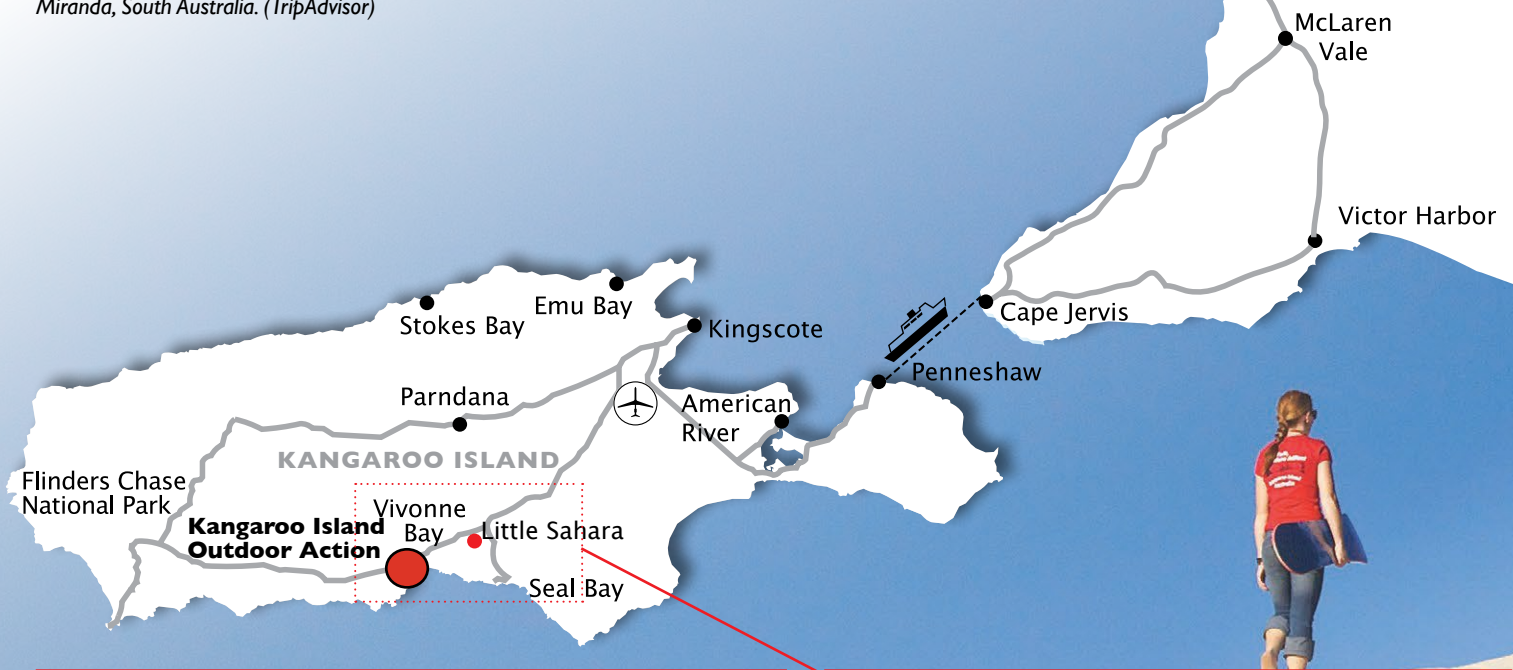 Miranda, South Australia. (TripAdvisor)
McLaren
Vale
Victor Harbor
Cape Jervis
Penneshaw
Emu Bay
Stokes Bay
Kingscote
Parndana
American
River
KANGAROO ISLAND
Flinders Chase
National Park
Vivonne
Bay
Kangaroo Island
Outdoor Action
Little Sahara
Seal Bay